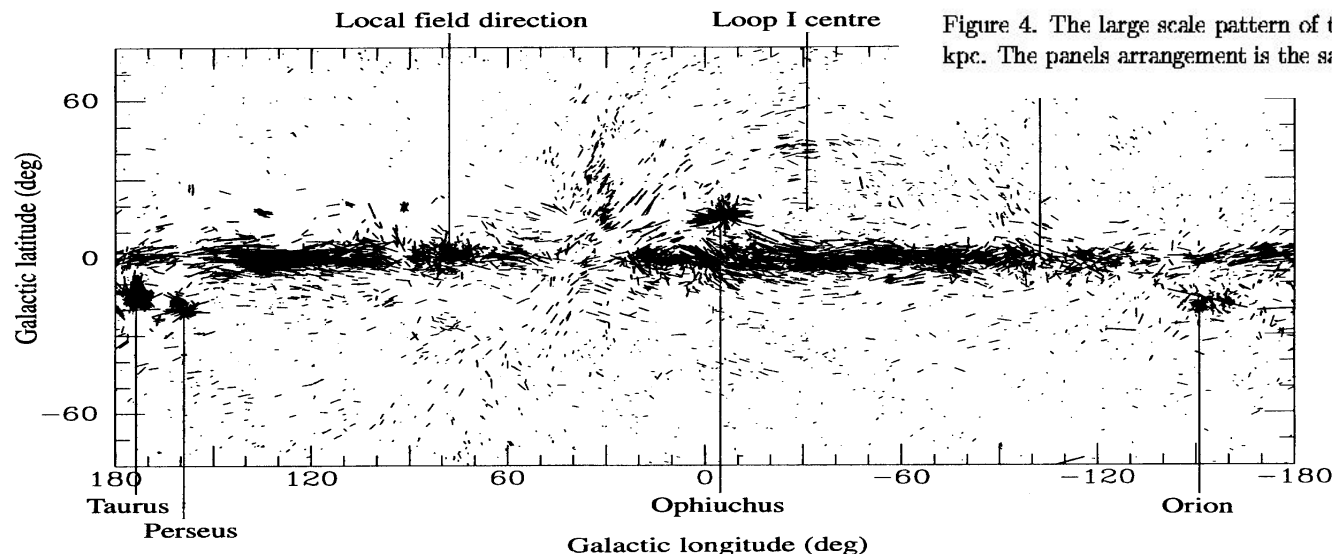 Local field direction
Loop I centre
Figure 4. The large scale pattern of
kpc. The panels arrangement is the
60
0
−60
Galactic latitude (deg)
180
120
60
0
−60
−120
−180
Taurus
Perseus
Ophiuchus
Orion
Galactic longitude (deg)